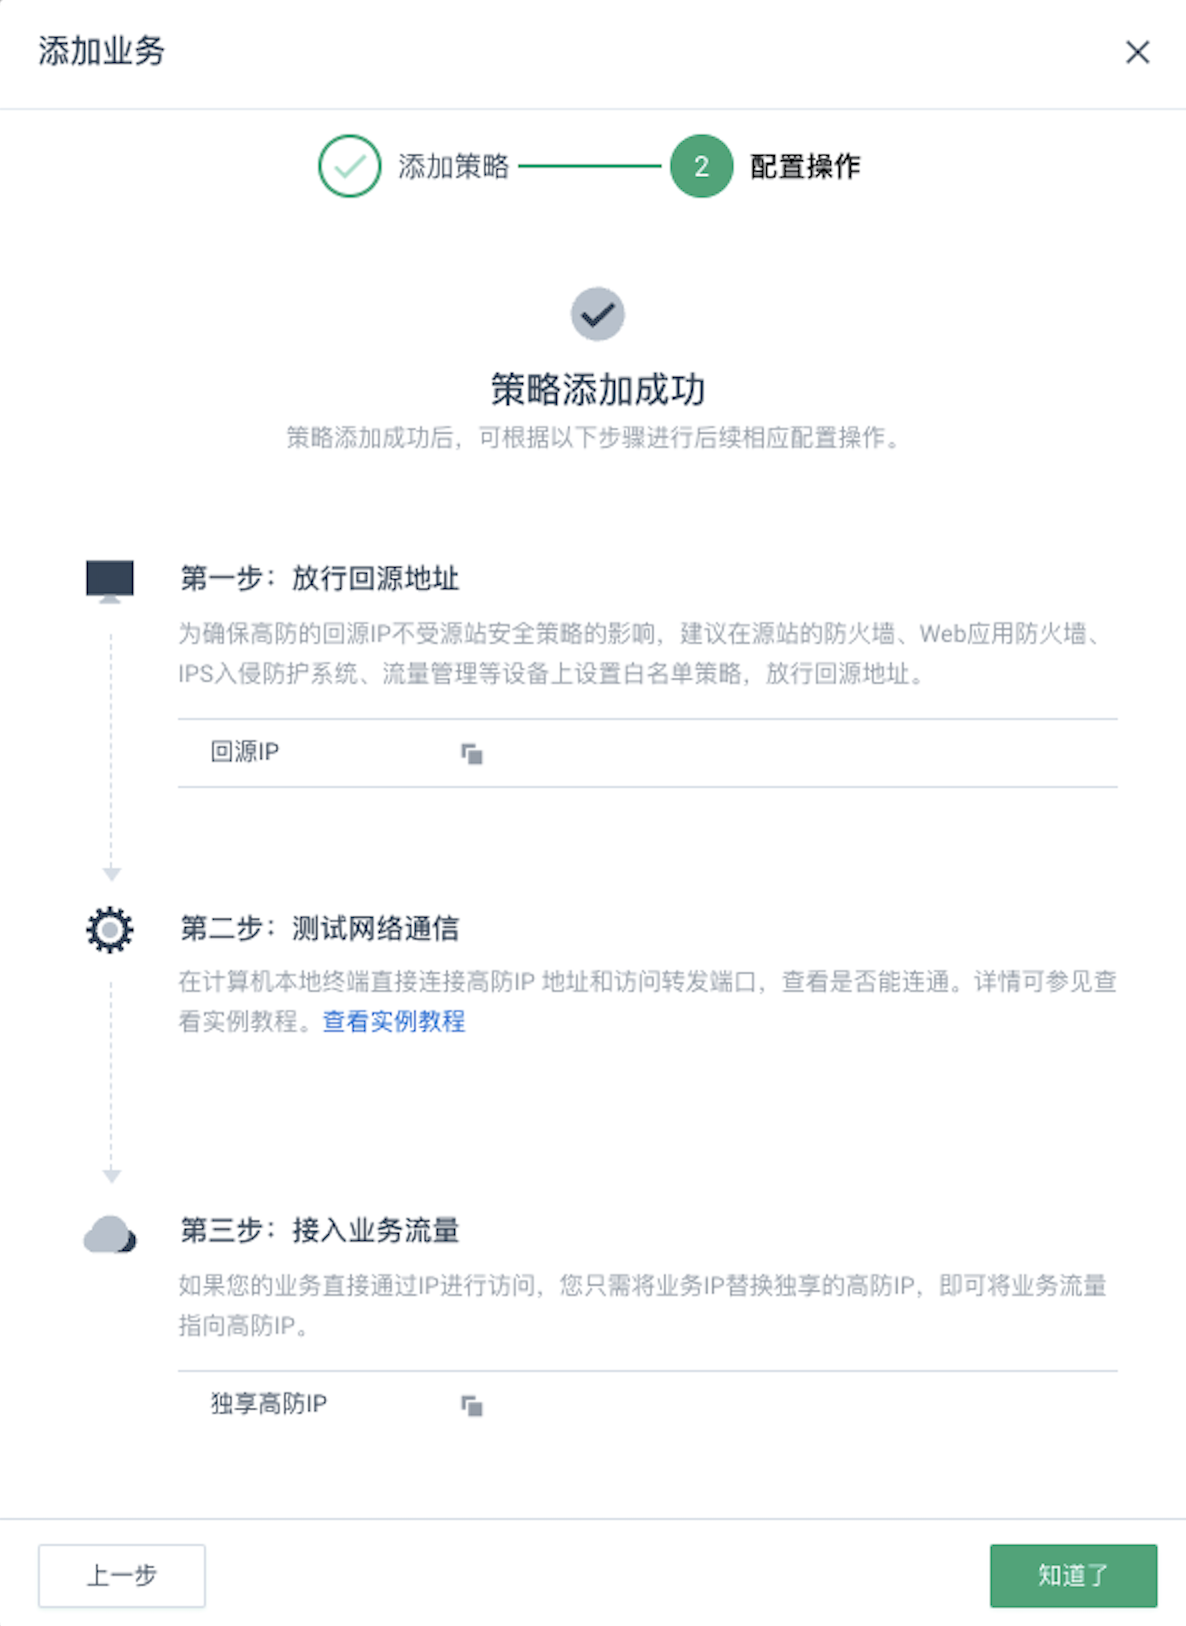 添加业务
添加策略
2 配置操作
策略添加成功
策略添加成功后，可根据以下步骤进行后续相应配置操作。
第一步：放行回源地址
为确保高防的回源IP不受源站安全策略的影响，建议在源站的防火墙、Web应用防火墙、
IPS入侵防护系统、流量管理等设备上设置白名单策略，放行回源地址。
回源IP
第二步：测试网络通信
在计算机本地终端直接连接高防IP 地址和访问转发端口，查看是否能连通。详情可参见查
看实例教程。查看实例教程
第三步：接入业务流量
如果您的业务直接通过IP进行访问，您只需将业务IP替换独享的高防IP，即可将业务流量
指向高防IP。
独享高防IP
上一步
知道了